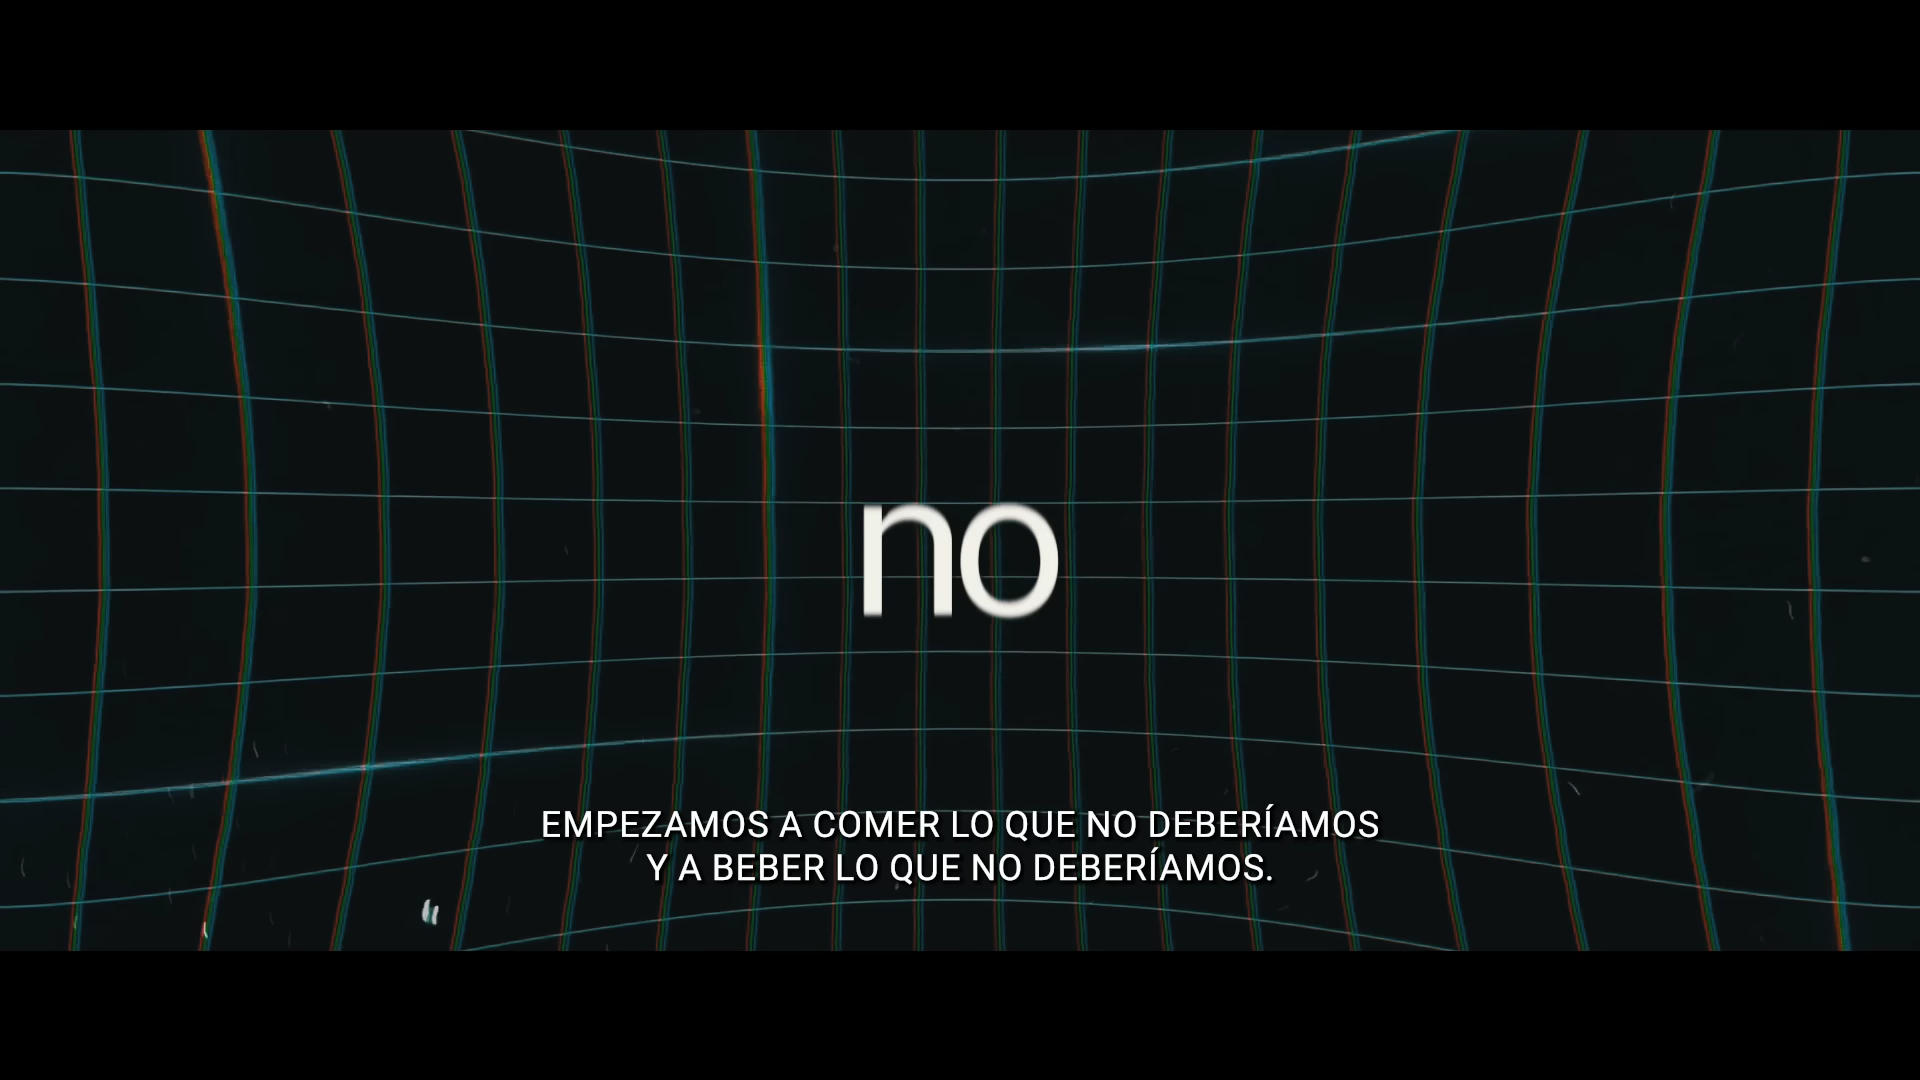 no
EMPEZAMOS A COMER LO QUE NO DEBERÍAMOS
Y A BEBER LO QUE NO DEBERÍAMOS.